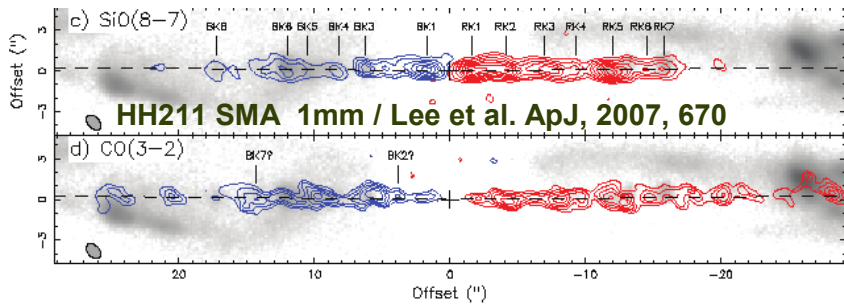 c) SiO(8-7)
BK8 BK6 BK5 BK4 BK3 BK1 RK1 RK2 RK3 RK4 RK5 RK6 RK7
Offset (")
5
0
-5
HH211 SMA 1mm / Lee et al. ApJ, 2007, 670
d) CO(3-2)
BK7? BK2?
Offset (")
5
0
-5
20 10 0 -10 -20
Offset (")